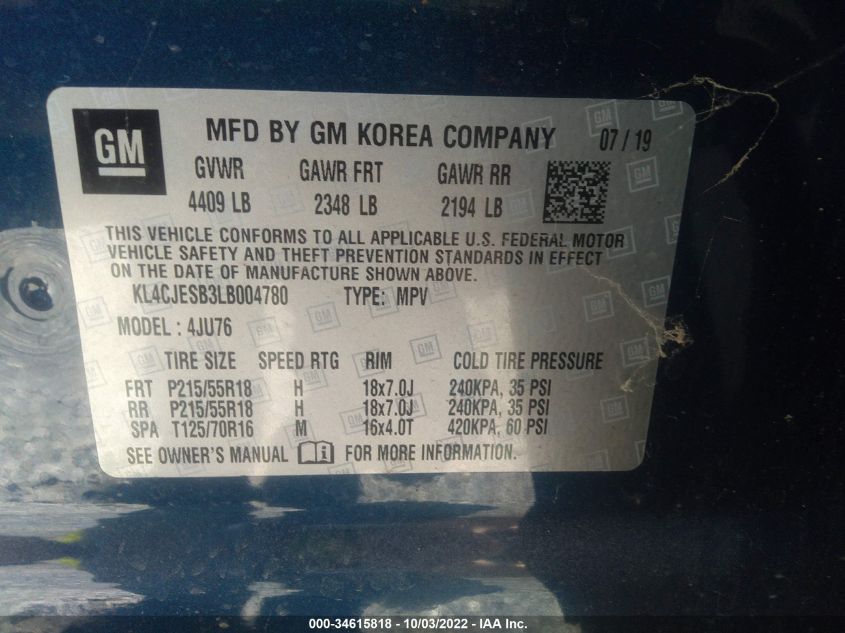 GM MFD BY GM KOREA COMPANY 07 / 19
GVWR GAWR FRT GAWR RR
4409 LB 2348 LB 2194 LB
THIS VEHICLE CONFORMS TO ALL APPLICABLE U.S. FEDERAL MOTOR
VEHICLE SAFETY AND THEFT PREVENTION STANDARDS IN EFFECT
ON THE DATE OF MANUFACTURE SHOWN ABOVE.
KL4CJESB3LB004780 TYPE: MPV
MODEL : 4JU76
TIRE SIZE SPEED RTG RIM COLD TIRE PRESSURE
FRT P215/55R18 H 18x7.0J 240KPA, 35 PSI
RR P215/55R18 H 18x7.0J 240KPA, 35 PSI
SPA T125/70R16 M 16x4.0T 420KPA, 60 PSI
SEE OWNER'S MANUAL i FOR MORE INFORMATION.
000-34615818 - 10/03/2022 - IAA Inc.